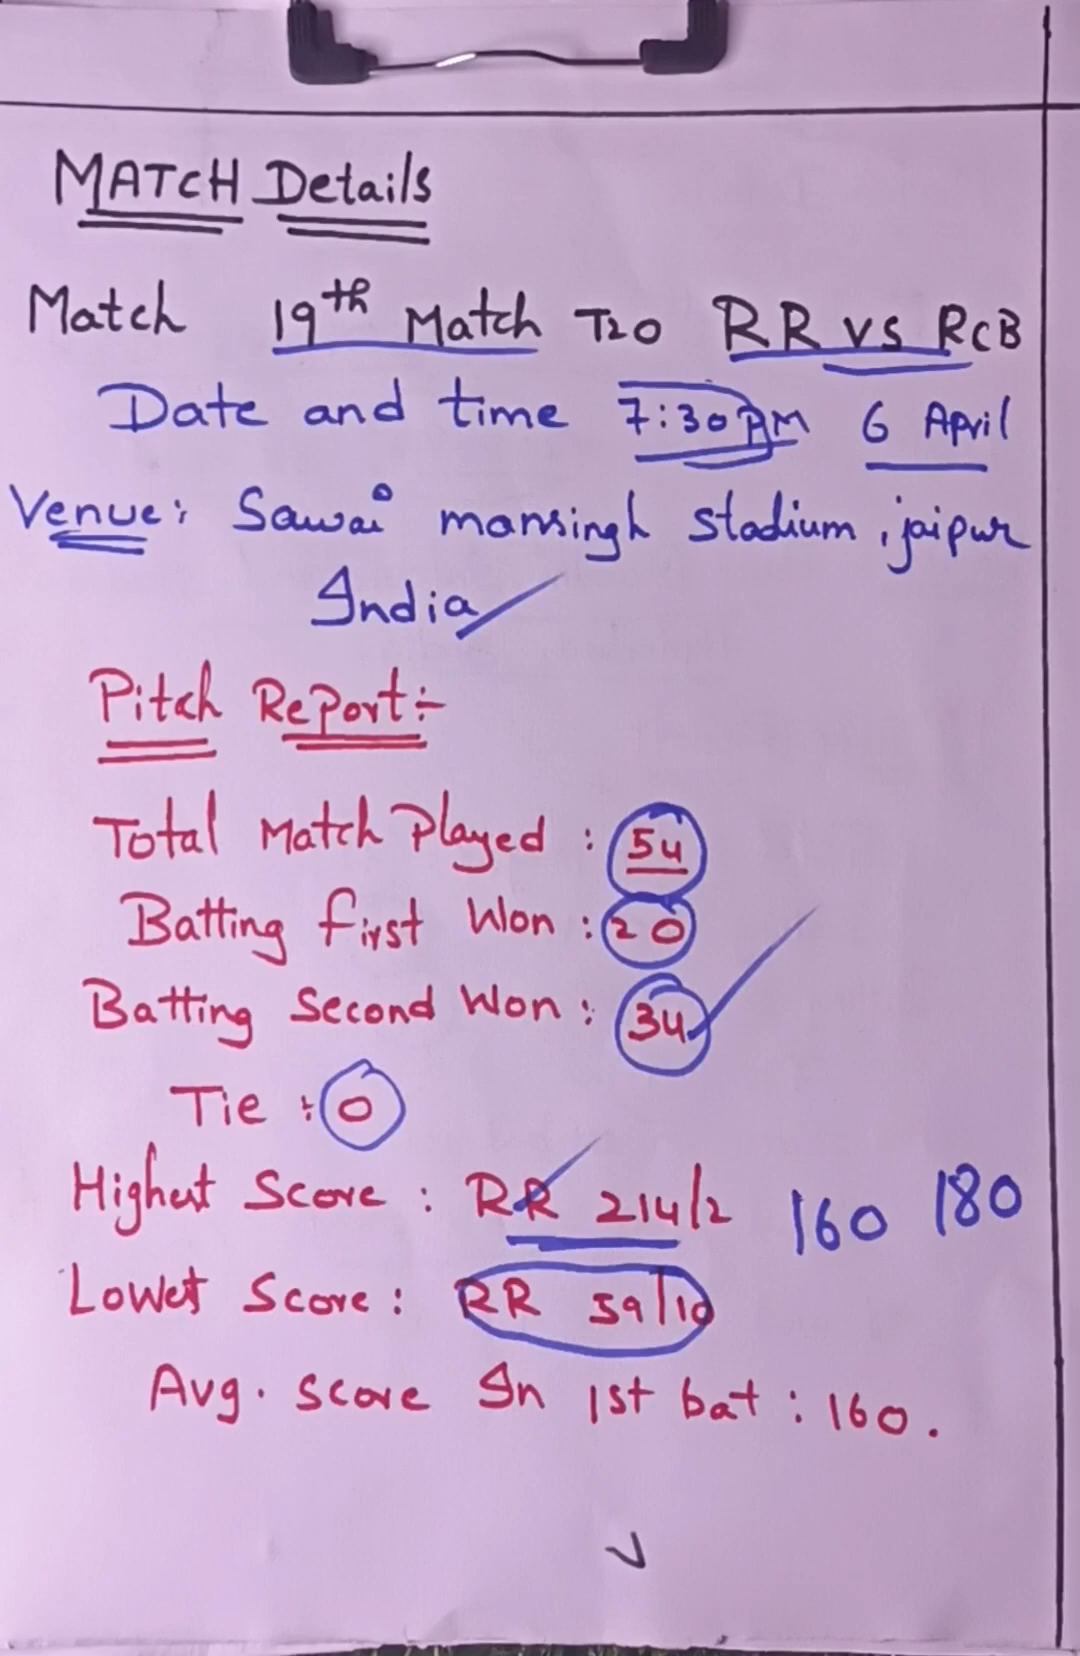 MATCH Details
Match 19th Match T20 RR vs RCB
Date and time 7:30PM 6 April
Venue: Sawai mansingh stadium, jaipur
India
Pitch Report:-
Total Match Played : 54
Batting first Won : 20
Batting Second Won : 34
Tie : 0
Highest Score : RR 214/2 160 180
Lowest Score : RR 59/10
Avg. score In 1st bat : 160.